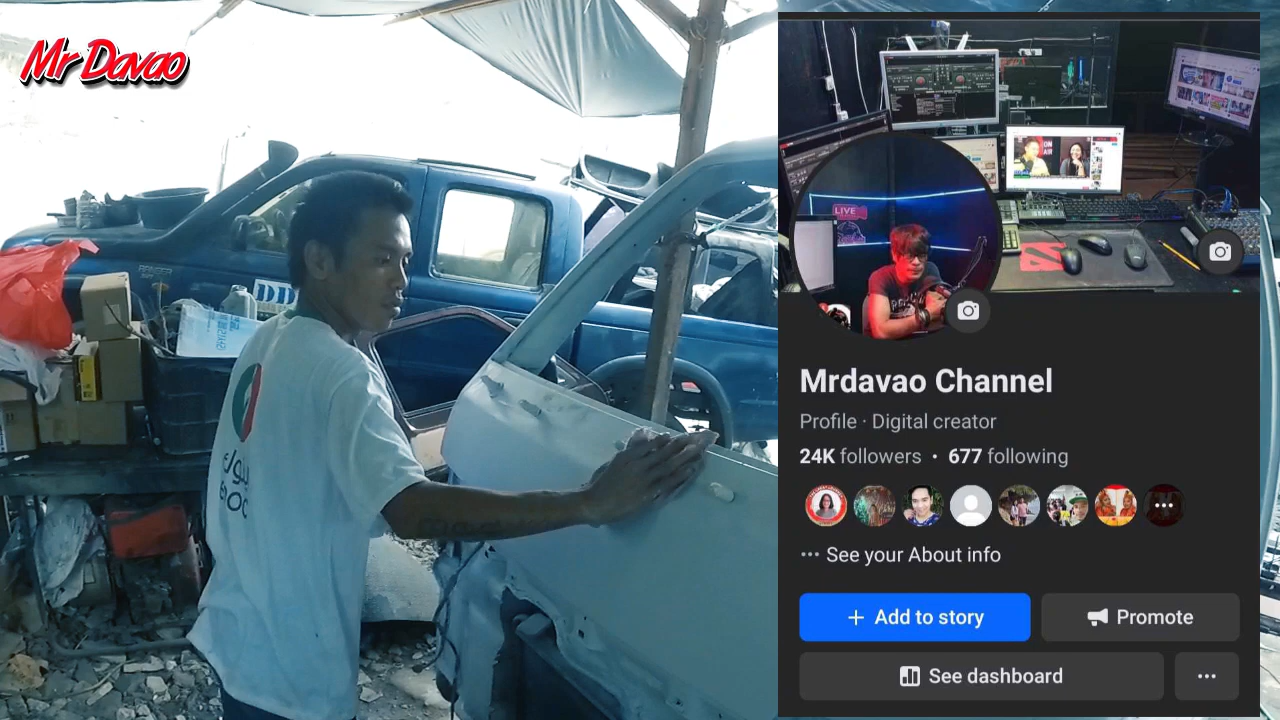 Mr Davao
LIVE
Mrdavao Channel
Profile · Digital creator
24K followers • 677 following
··· See your About info
+ Add to story
Promote
See dashboard